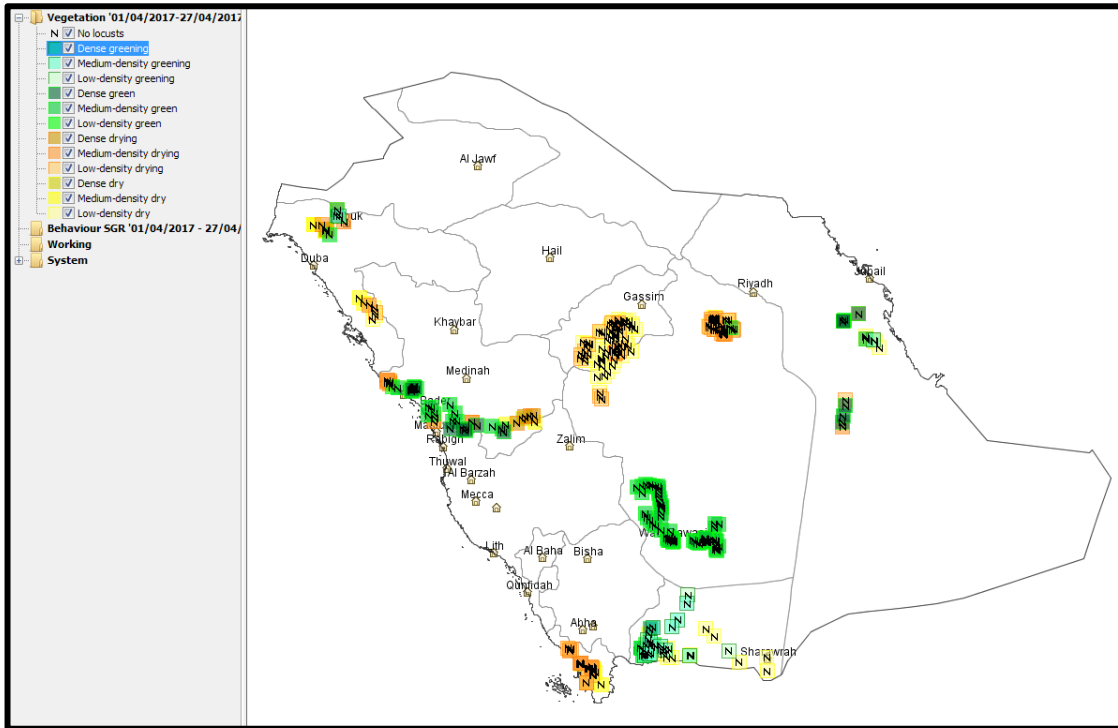 Vegetation '01/04/2017-27/04/2017
N No locusts
Dense greening
Medium-density greening
Low-density greening
Dense green
Medium-density green
Low-density green
Dense drying
Medium-density drying
Low-density drying
Dense dry
Medium-density dry
Low-density dry
Behaviour SGR '01/04/2017 - 27/04/
Working
System
Al Jawf
Duba
Hail
Gassim
Riyadh
Jubail
Khaybar
Medinah
Rabigh
Zalim
Thuwal
Al Barzah
Mecca
Lith
Al Baha
Bisha
Qunfidah
Abha
Sharawrah